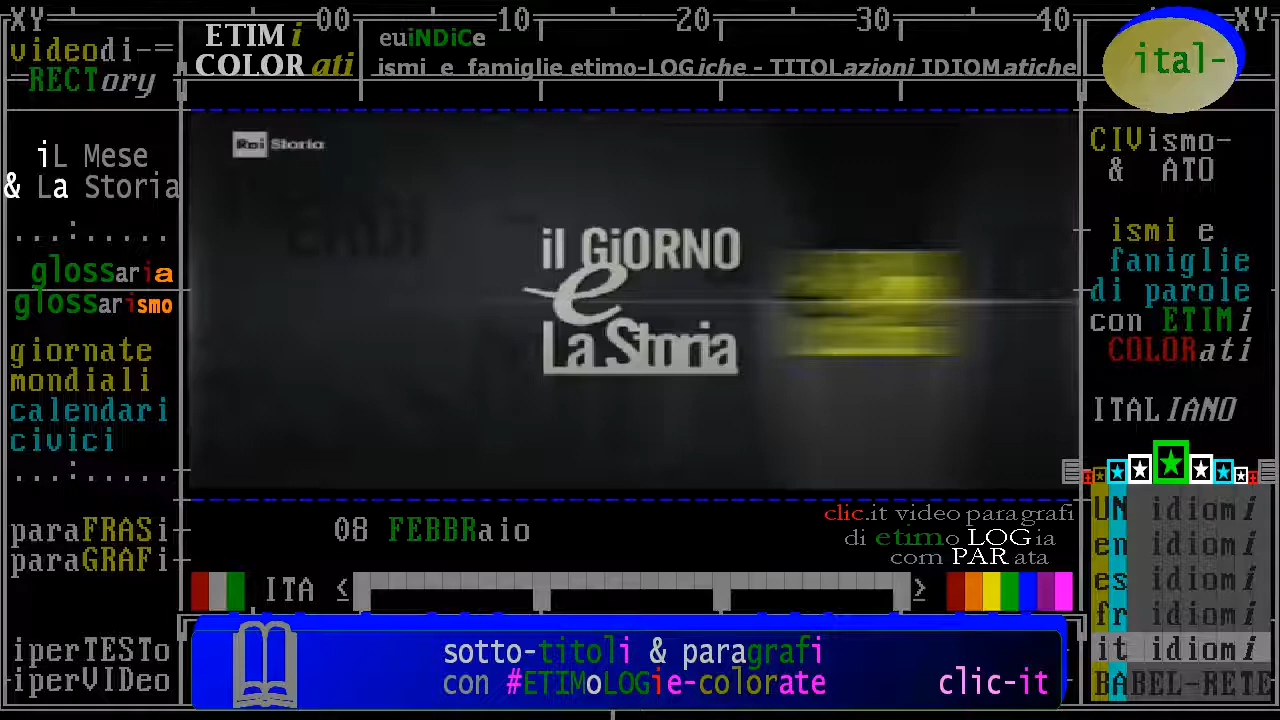 XY 00 10 20 30 40 XY
videodi-=
=RECTory
ETIMi
COLORati
euiNDiCe
ismi e famiglie etimo-LOGiche - TITOLazioni IDIOMatiche
ital-
iL Mese
& La Storia
...:.....
glossaria
glossarismo
giornate
mondiali
calendari
civici
...:.....
paraFRASi
paraGRAFi
iperTESTo
iperVIDeo
Rai Storia
il GiORNO
e
La Storia
08 FEBBRaio
clic.it video paragrafi
di etimoLOGia
com PARata
ITA < >
sotto-titoli & paragrafi
con #ETIMoLOGie-colorate
clic-it
CIVismo-
& ATO
ismi e
faniglie
di parole
con ETIMi
COLORati
ITALIANO
UN idiomi
en idiomi
es idiomi
fr idiomi
it idiomi
BABEL-RETE